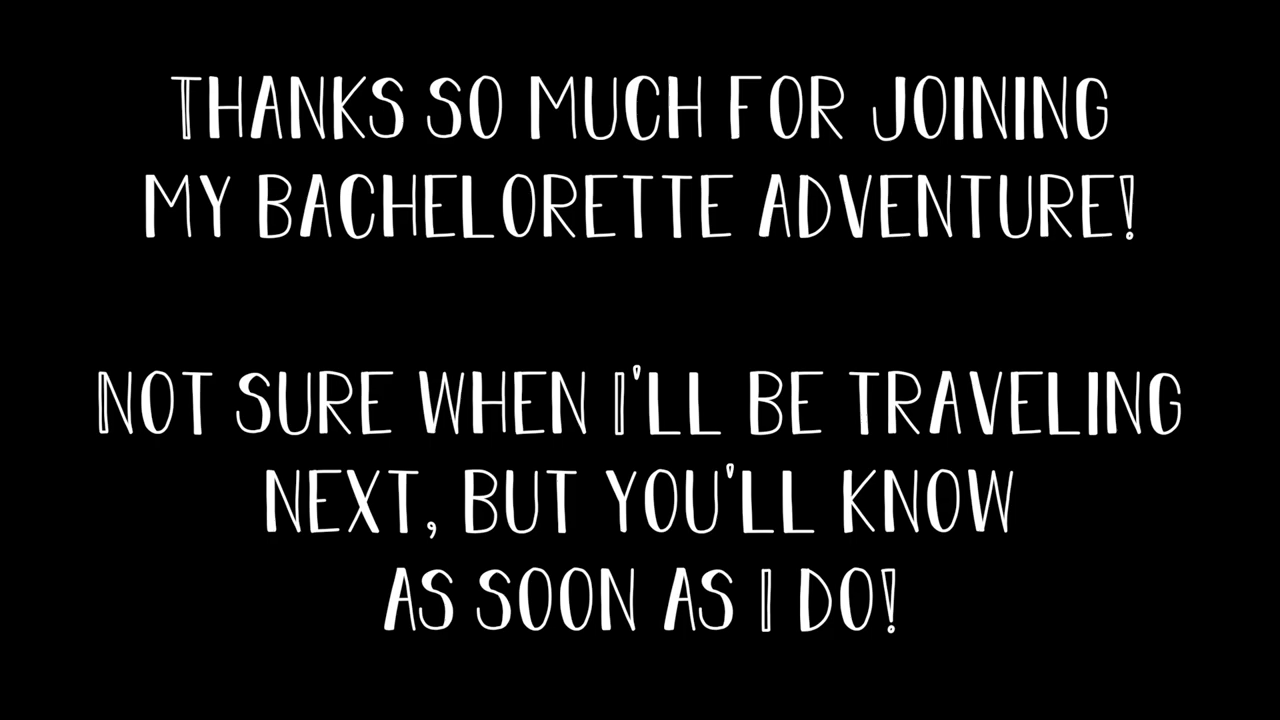 THANKS SO MUCH FOR JOINING
MY BACHELORETTE ADVENTURE!
NOT SURE WHEN I'LL BE TRAVELING
NEXT, BUT YOU'LL KNOW
AS SOON AS I DO!